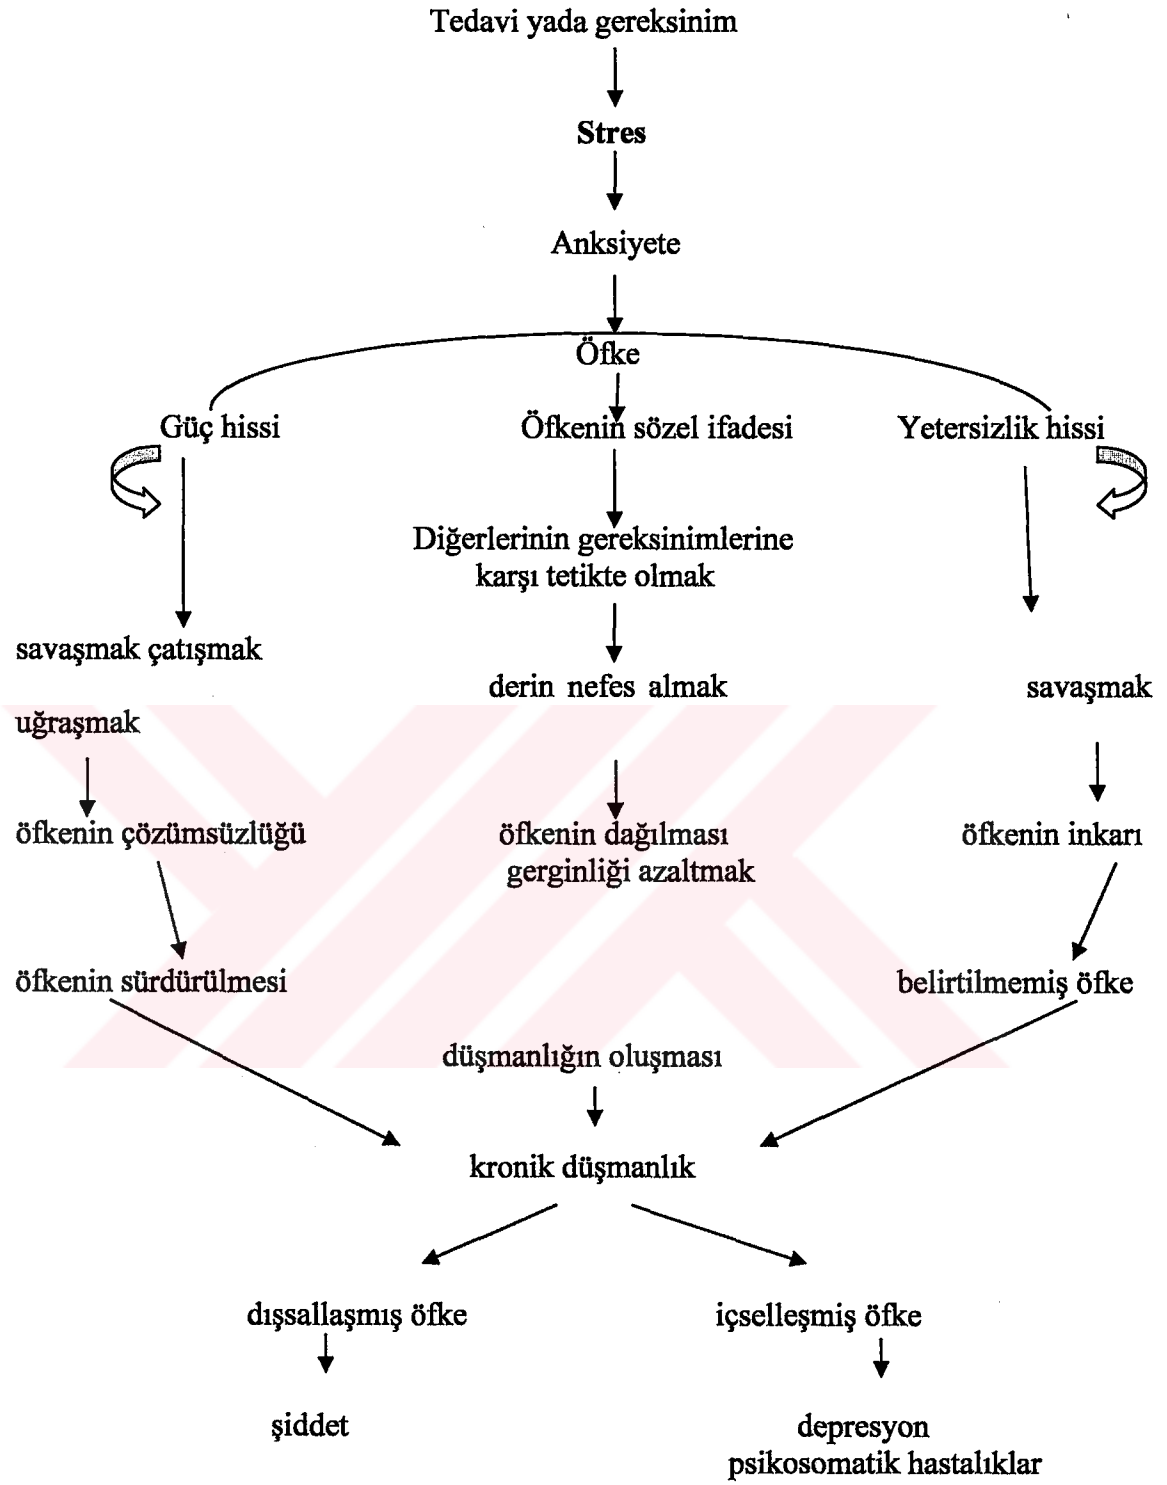 Tedavi yada gereksinim
Stres
Anksiyete
Öfke
Güç hissi
Öfkenin sözel ifadesi
Yetersizlik hissi
Diğerlerinin gereksinimlerine
karşı tetikte olmak
savaşmak çatışmak
derin nefes almak
savaşmak
uğraşmak
öfkenin çözümsüzlüğü
öfkenin dağılması
öfkenin inkarı
gerginliği azaltmak
öfkenin sürdürülmesi
belirtilmemiş öfke
düşmanlığın oluşması
kronik düşmanlık
dışsallaşmış öfke
içselleşmiş öfke
şiddet
depresyon
psikosomatik hastalıklar